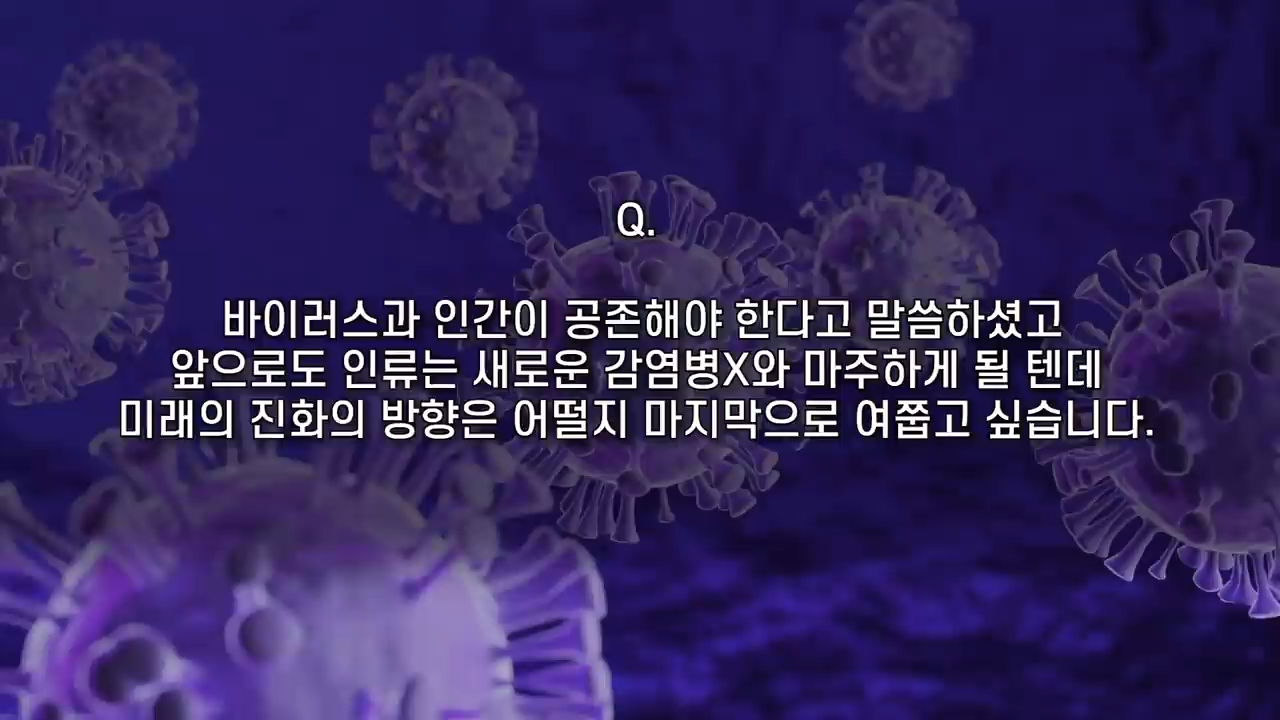 Q.
바이러스과 인간이 공존해야 한다고 말씀하셨고
앞으로도 인류는 새로운 감염병X와 마주하게 될 텐데
미래의 진화의 방향은 어떨지 마지막으로 여쭙고 싶습니다.